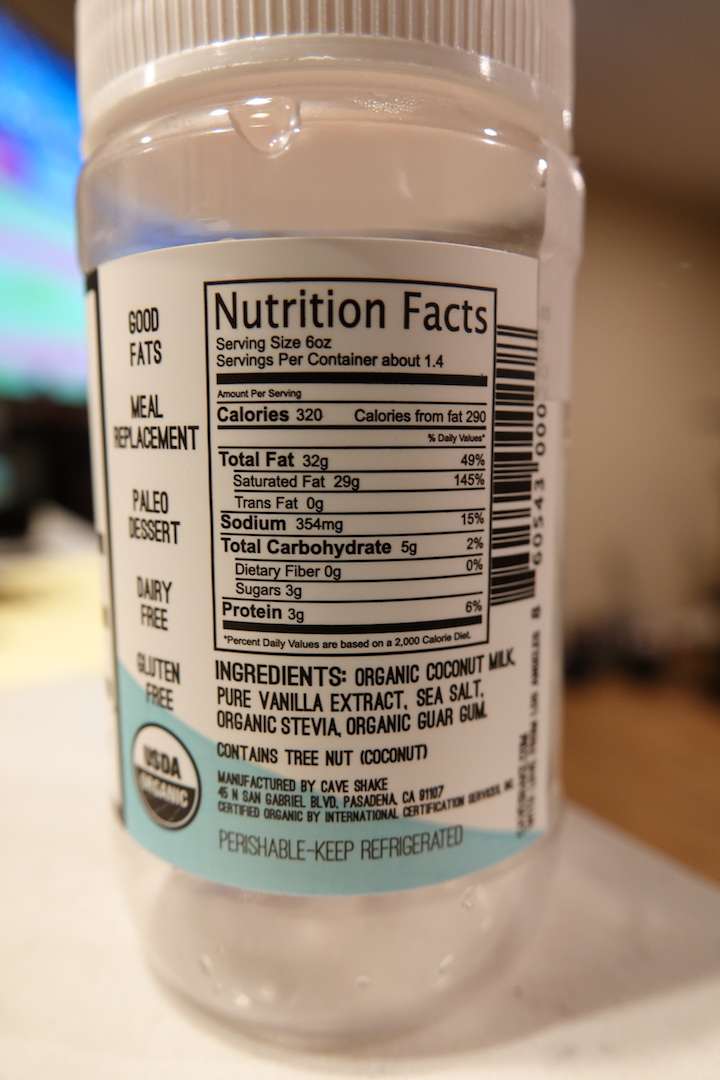 GOOD
FATS
MEAL
REPLACEMENT
PALEO
DESSERT
DAIRY
FREE
GLUTEN
FREE
USDA
ORGANIC
Nutrition Facts
Serving Size 6oz
Servings Per Container about 1.4
Amount Per Serving
Calories 320 Calories from fat 290
% Daily Values*
Total Fat 32g 49%
Saturated Fat 29g 145%
Trans Fat 0g
Sodium 354mg 15%
Total Carbohydrate 5g 2%
Dietary Fiber 0g 0%
Sugars 3g
Protein 3g 6%
*Percent Daily Values are based on a 2,000 Calorie Diet.
INGREDIENTS: ORGANIC COCONUT MILK,
PURE VANILLA EXTRACT, SEA SALT,
ORGANIC STEVIA, ORGANIC GUAR GUM.
CONTAINS TREE NUT (COCONUT)
MANUFACTURED BY CAVE SHAKE
45 N SAN GABRIEL BLVD, PASADENA, CA 91107
CERTIFIED ORGANIC BY INTERNATIONAL CERTIFICATION SERVICES, INC.
PERISHABLE-KEEP REFRIGERATED
8 60543 000
LOS ANGELES